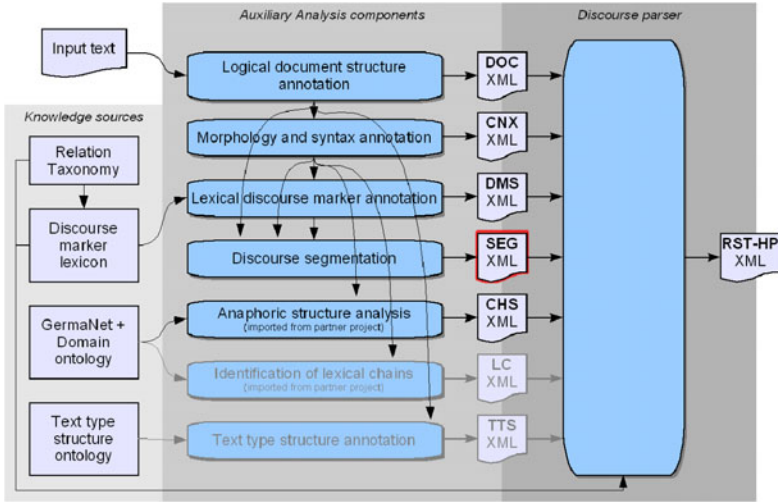 Auxiliary Analysis components
Discourse parser
Input text
Logical document structure
annotation
DOC
XML
Knowledge sources
Morphology and syntax annotation
CNX
XML
Relation
Taxonomy
Lexical discourse marker annotation
DMS
XML
Discourse
marker
lexicon
Discourse segmentation
SEG
XML
RST-HP
XML
GermaNet +
Domain
ontology
Anaphoric structure analysis
(imported from partner project)
CHS
XML
Identification of lexical chains
(imported from partner project)
LC
XML
Text type
structure
ontology
Text type structure annotation
TTS
XML